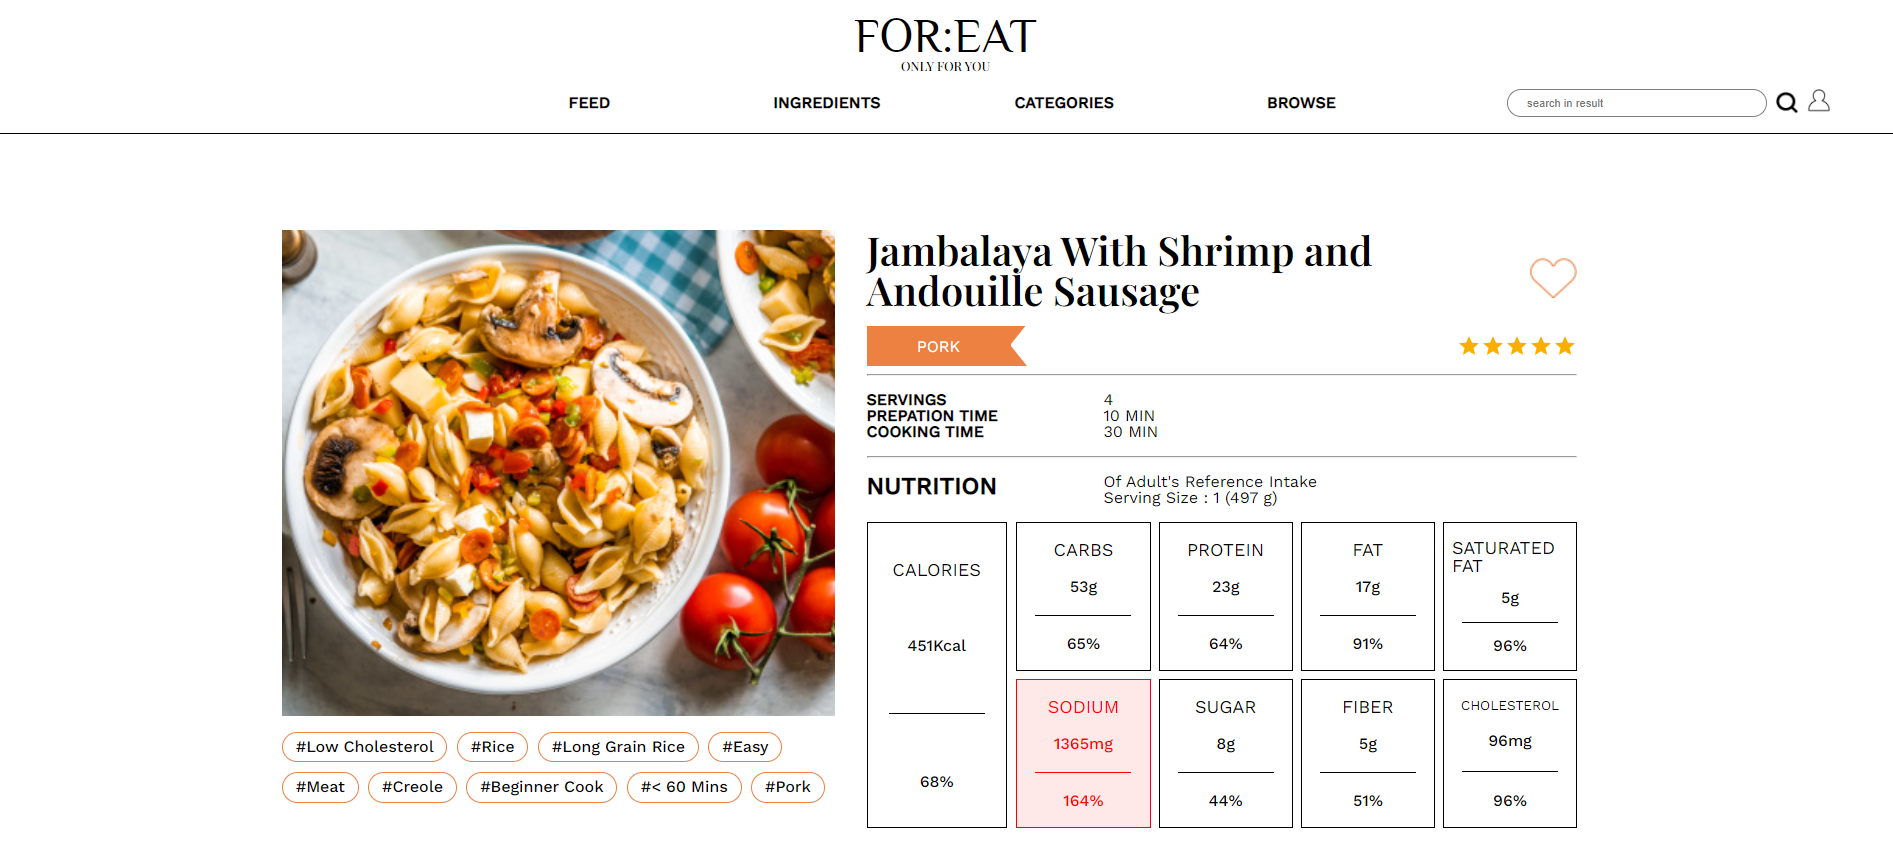 FOR:EAT
ONLY FOR YOU
FEED
INGREDIENTS
CATEGORIES
BROWSE
search in result
Jambalaya With Shrimp and
Andouille Sausage
PORK
SERVINGS 4
PREPATION TIME 10 MIN
COOKING TIME 30 MIN
NUTRITION
Of Adult's Reference Intake
Serving Size : 1 (497 g)
CALORIES
451Kcal
68%
CARBS
53g
65%
PROTEIN
23g
64%
FAT
17g
91%
SATURATED
FAT
5g
96%
SODIUM
1365mg
164%
SUGAR
8g
44%
FIBER
5g
51%
CHOLESTEROL
96mg
96%
#Low Cholesterol
#Rice
#Long Grain Rice
#Easy
#Meat
#Creole
#Beginner Cook
#< 60 Mins
#Pork